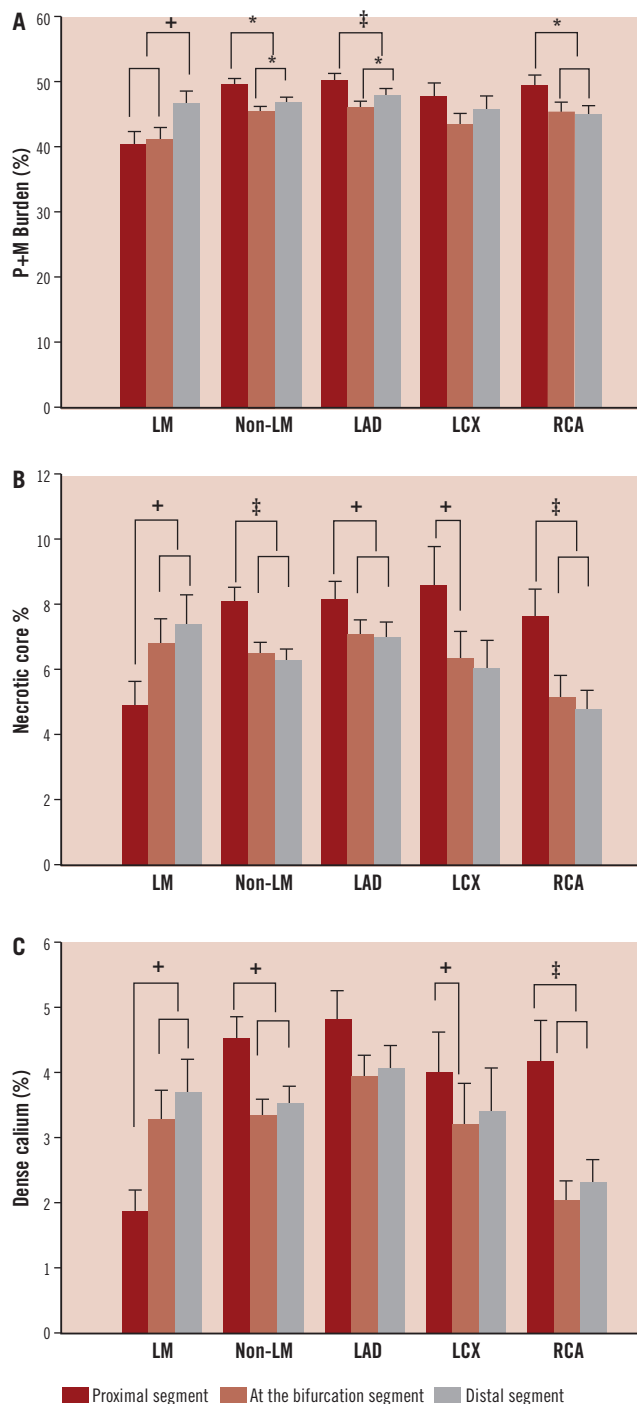 A
P+M Burden (%)
60
50
40
30
20
10
0
+
*
*
‡
*
*
LM
Non-LM
LAD
LCX
RCA
B
Necrotic core %
12
10
8
6
4
2
0
+
‡
+
+
‡
LM
Non-LM
LAD
LCX
RCA
C
Dense calium (%)
6
5
4
3
2
1
0
+
+
+
‡
LM
Non-LM
LAD
LCX
RCA
Proximal segment
At the bifurcation segment
Distal segment